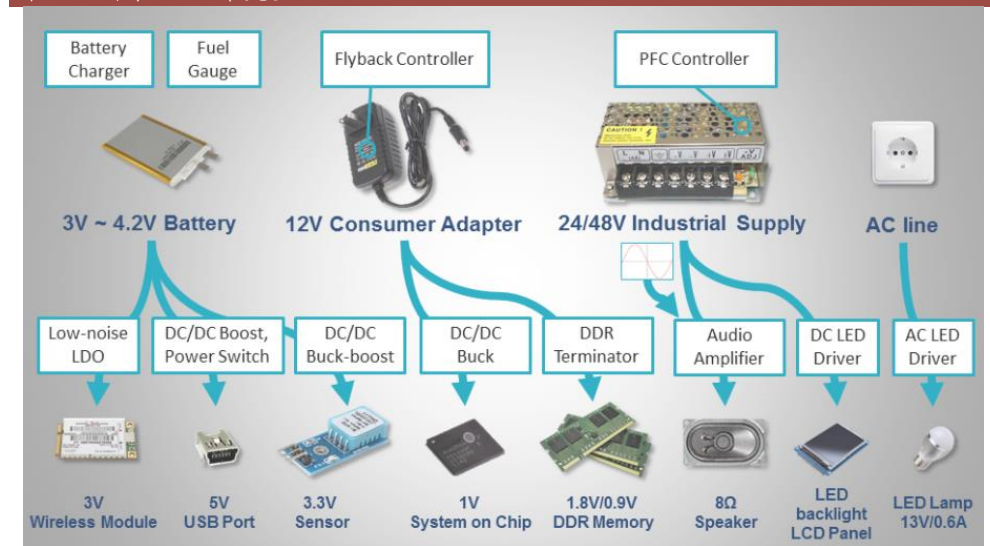 Battery
Charger
Fuel
Gauge
Flyback Controller
PFC Controller
CAUTION !
3V ~ 4.2V Battery
12V Consumer Adapter
24/48V Industrial Supply
AC line
Low-noise
LDO
DC/DC Boost,
Power Switch
DC/DC
Buck-boost
DC/DC
Buck
DDR
Terminator
Audio
Amplifier
DC LED
Driver
AC LED
Driver
3V
Wireless Module
5V
USB Port
3.3V
Sensor
1V
System on Chip
1.8V/0.9V
DDR Memory
8Ω
Speaker
LED
backlight
LCD Panel
LED Lamp
13V/0.6A